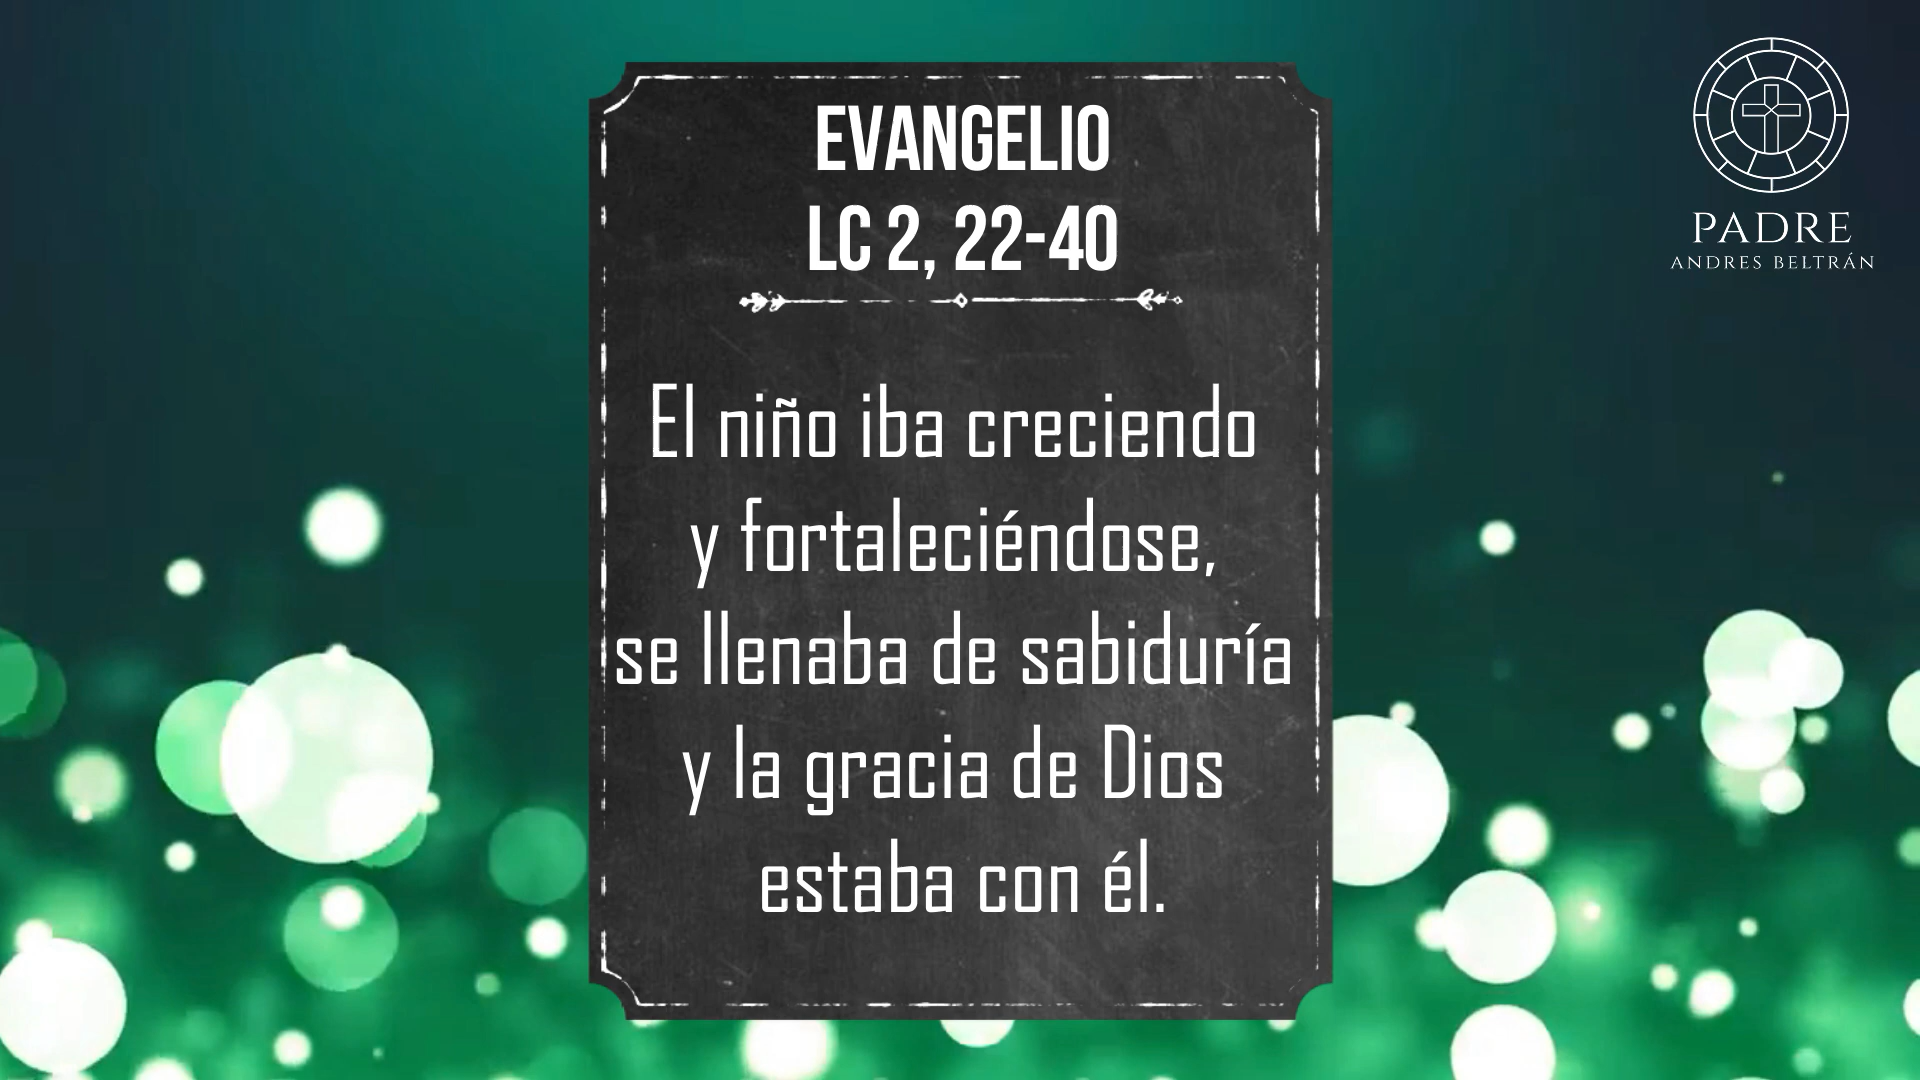 EVANGELIO
LC 2, 22-40
El niño iba creciendo
y fortaleciéndose,
se llenaba de sabiduría
y la gracia de Dios
estaba con él.
PADRE
ANDRES BELTRÁN